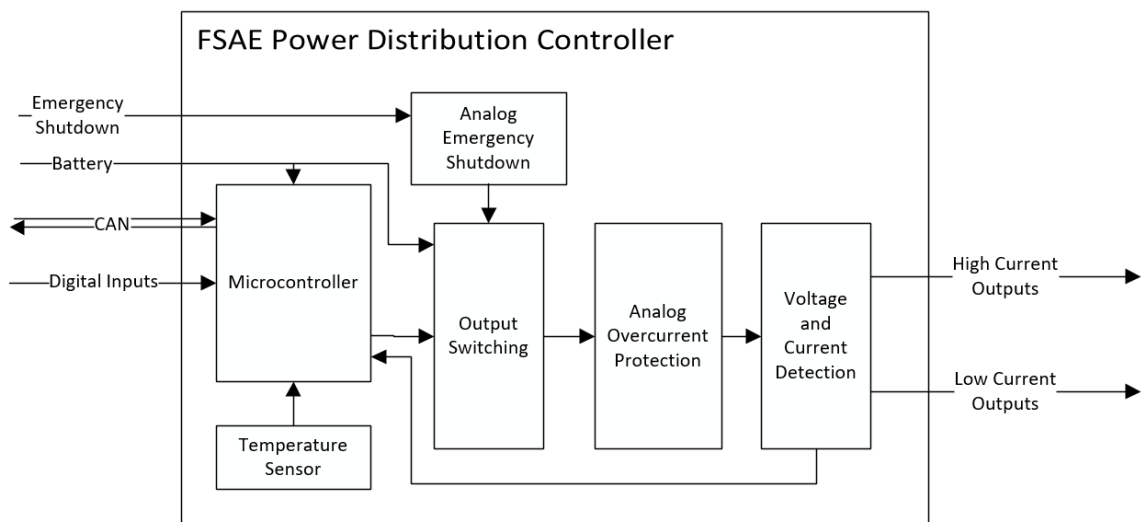 FSAE Power Distribution Controller
Emergency
Shutdown
Analog
Emergency
Shutdown
Battery
CAN
Digital Inputs
Microcontroller
Output
Switching
Analog
Overcurrent
Protection
Voltage
and
Current
Detection
High Current
Outputs
Low Current
Outputs
Temperature
Sensor